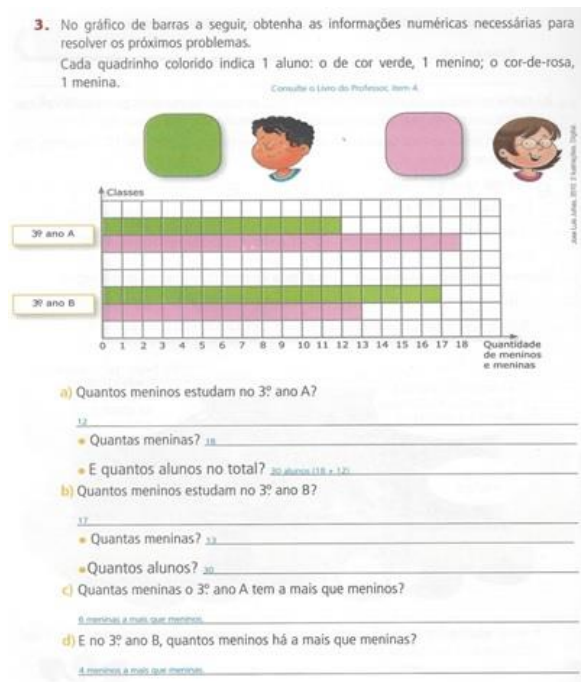 3. No gráfico de barras a seguir, obtenha as informações numéricas necessárias para
resolver os próximos problemas.
Cada quadrinho colorido indica 1 aluno: o de cor verde, 1 menino; o cor-de-rosa,
1 menina.
Consulte o Livro do Professor, item 4.
Classes
3º ano A
3º ano B
0 1 2 3 4 5 6 7 8 9 10 11 12 13 14 15 16 17 18
Quantidade
de meninos
e meninas
a) Quantos meninos estudam no 3º ano A?
12
• Quantas meninas? 18
• E quantos alunos no total? 30 alunos (18 + 12)
b) Quantos meninos estudam no 3º ano B?
17
• Quantas meninas? 13
• Quantos alunos? 30
c) Quantas meninas o 3º ano A tem a mais que meninos?
6 meninas a mais que meninos.
d) E no 3º ano B, quantos meninos há a mais que meninas?
4 meninos a mais que meninas.